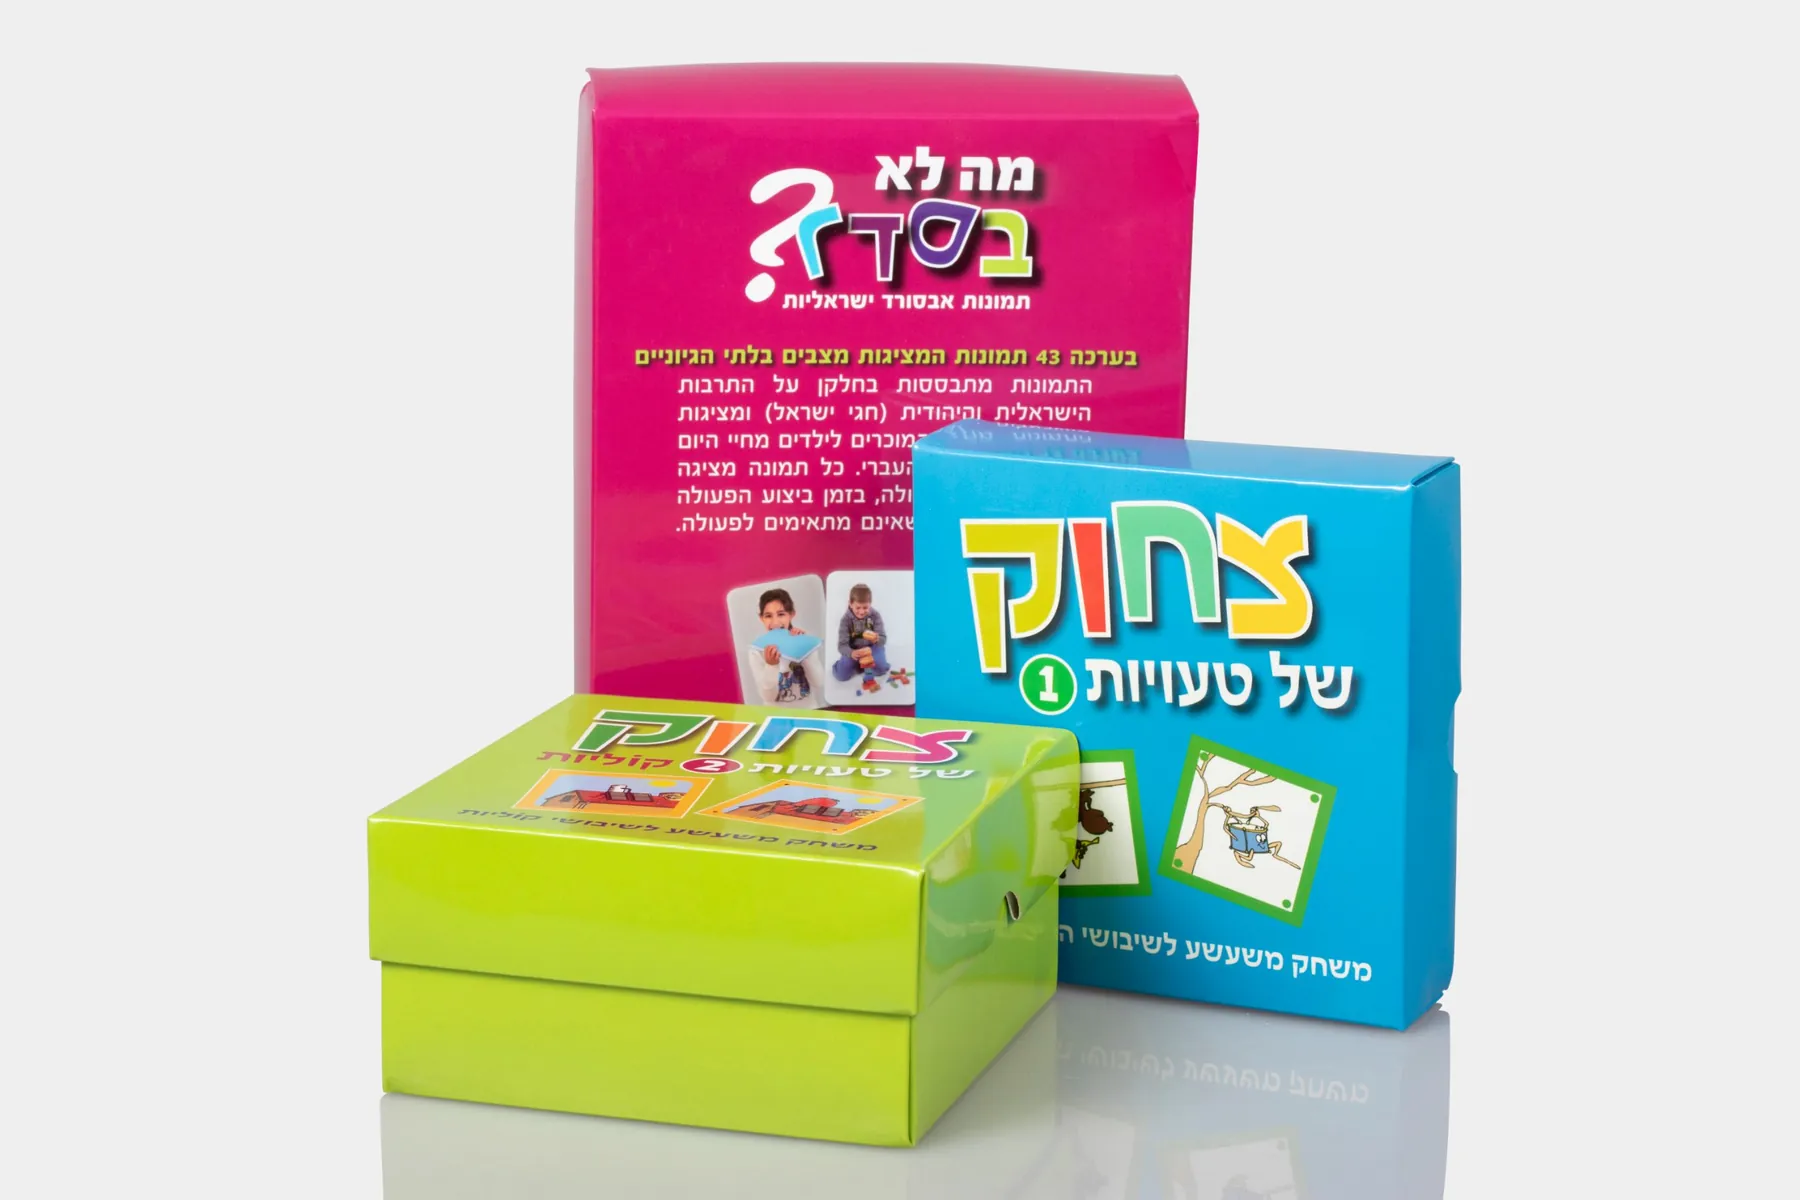 מה לא
בסדר?
תמונות אבסורד ישראליות
בערכה 43 תמונות המציגות מצבים בלתי הגיוניים
התמונות מתבססות בחלקן על התרבות
הישראלית והיהודית (חגי ישראל) ומציגות
המוכרים לילדים מחיי היום
העברי. כל תמונה מציגה
בזמן ביצוע הפעולה
שאינם מתאימים לפעולה.
צחוק
של טעויות 1
משחק משעשע לשיבושי
צחוק
של טעויות 2 קוליות
משחק משעשע לשיבושי קוליות